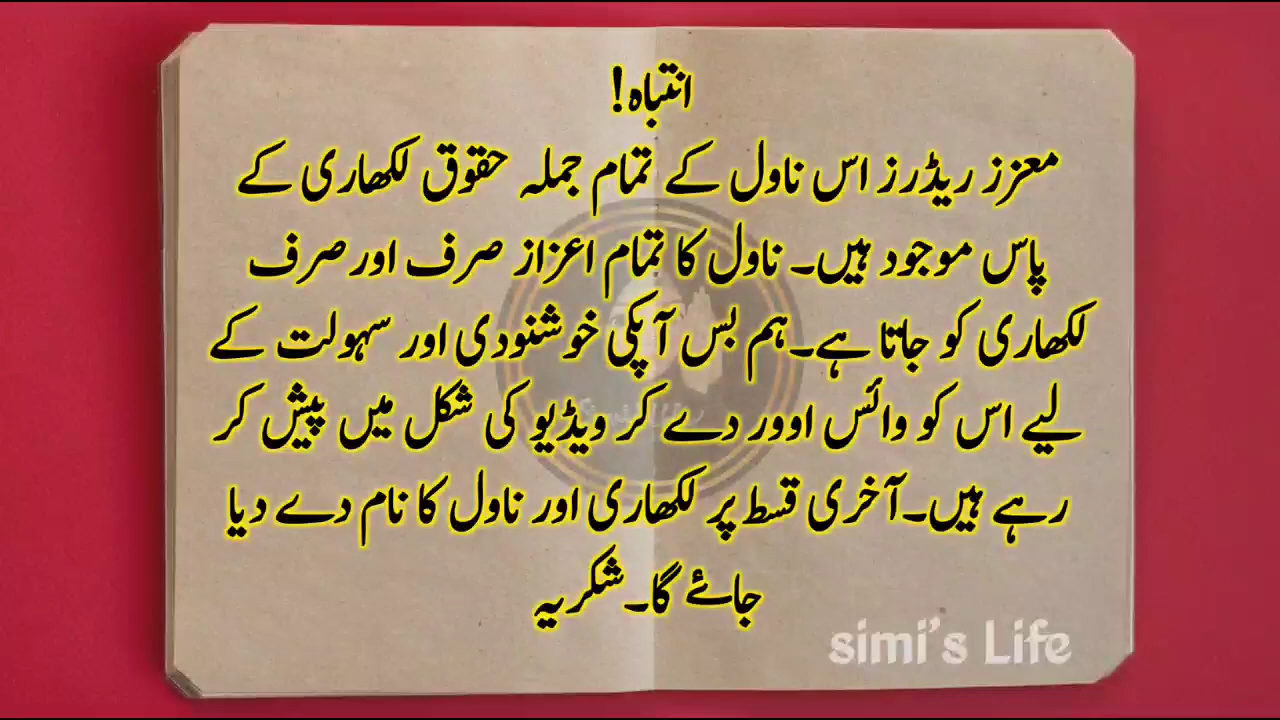 انتباہ!
معزز ریڈرز اس ناول کے تمام جملہ حقوق لکھاری کے
پاس موجود ہیں۔ ناول کا تمام اعزاز صرف اور صرف
لکھاری کو جاتا ہے۔ہم بس آپکی خوشنودی اور سہولت کے
لیے اس کو وائس اوور دے کر ویڈیو کی شکل میں پیش کر
رہے ہیں۔آخری قسط پر لکھاری اور ناول کا نام دے دیا
جائے گا۔شکریہ
simi's Life